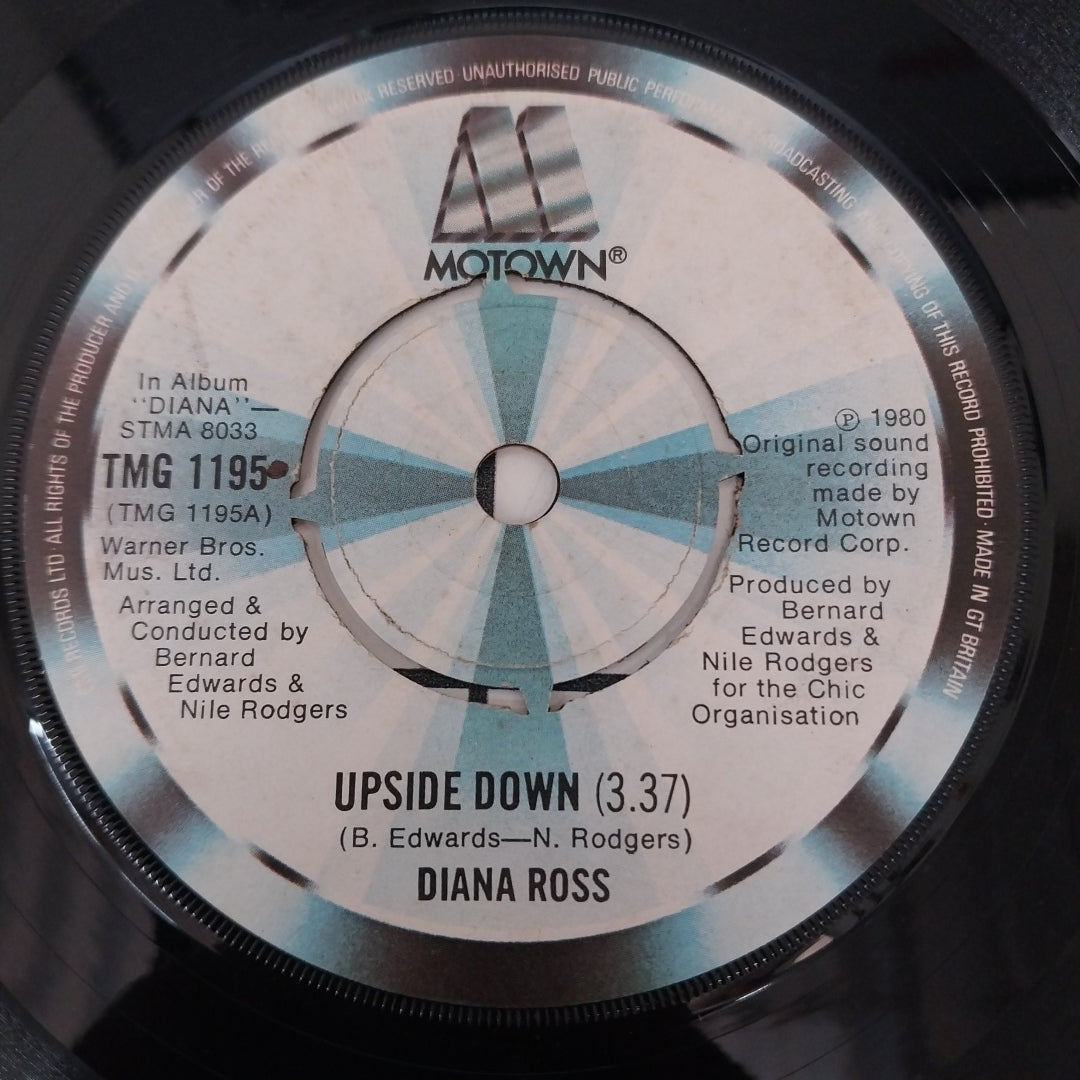 RESERVED · UNAUTHORISED PUBLIC
BROADCASTING
OF THIS RECORD PROHIBITED · MADE IN GT BRITAIN
RECORDS LTD · ALL RIGHTS OF THE PRODUCER AND
OF THE
MOTOWN®
In Album
"DIANA"—
STMA 8033
TMG 1195
(TMG 1195A)
Warner Bros.
Mus. Ltd.
Arranged &
Conducted by
Bernard
Edwards &
Nile Rodgers
Ⓟ 1980
Original sound
recording
made by
Motown
Record Corp.
Produced by
Bernard
Edwards &
Nile Rodgers
for the Chic
Organisation
UPSIDE DOWN (3.37)
(B. Edwards—N. Rodgers)
DIANA ROSS